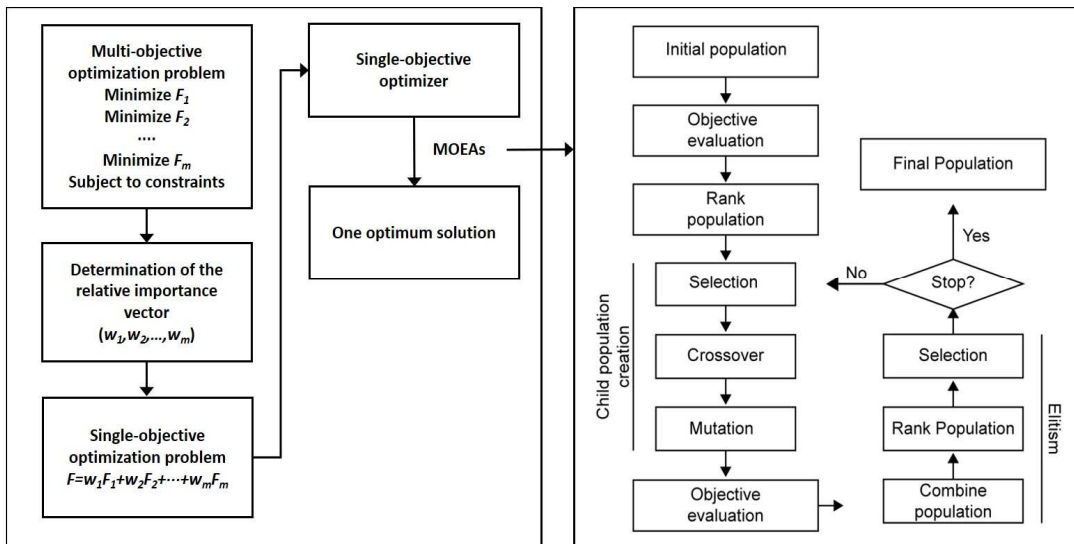 Multi-objective
optimization problem
Minimize F1
Minimize F2
....
Minimize Fm
Subject to constraints
Determination of the
relative importance
vector
(w1,w2,...,wm)
Single-objective
optimization problem
F=w1F1+w2F2+···+wmFm
Single-objective
optimizer
MOEAs
One optimum solution
Initial population
Objective
evaluation
Rank
population
Child population
creation
Selection
Crossover
Mutation
Objective
evaluation
Final Population
Yes
No
Stop?
Selection
Rank Population
Combine
population
Elitism